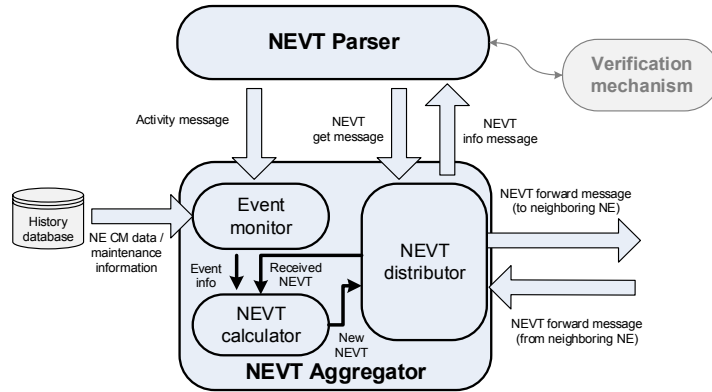 NEVT Parser
Verification
mechanism
Activity message
NEVT
get message
NEVT
info message
History
database
NE CM data /
maintenance
information
Event
monitor
NEVT
distributor
NEVT forward message
(to neighboring NE)
Event
info
Received
NEVT
NEVT
calculator
New
NEVT
NEVT forward message
(from neighboring NE)
NEVT Aggregator